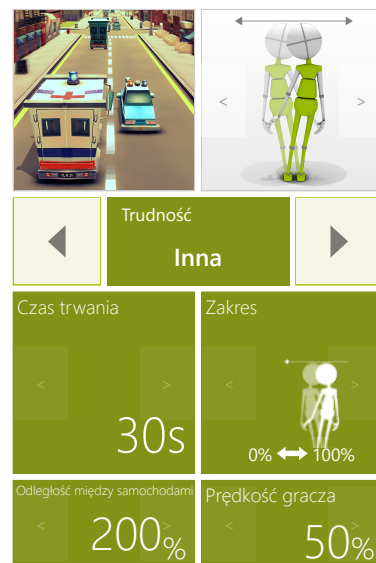 Trudność
Inna
Czas trwania
30s
Zakres
0% 100%
Odległość między samochodami
200%
Prędkość gracza
50%